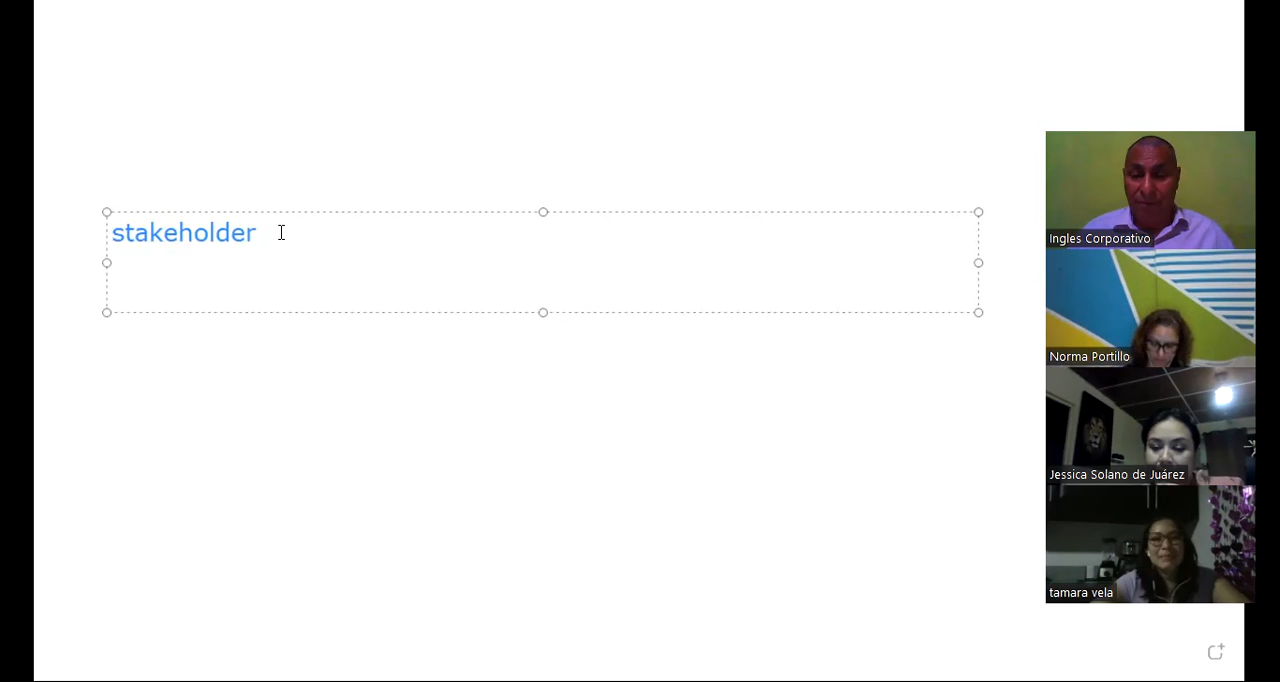 stakeholder
Ingles Corporativo
Norma Portillo
Jessica Solano de Juárez
tamara vela